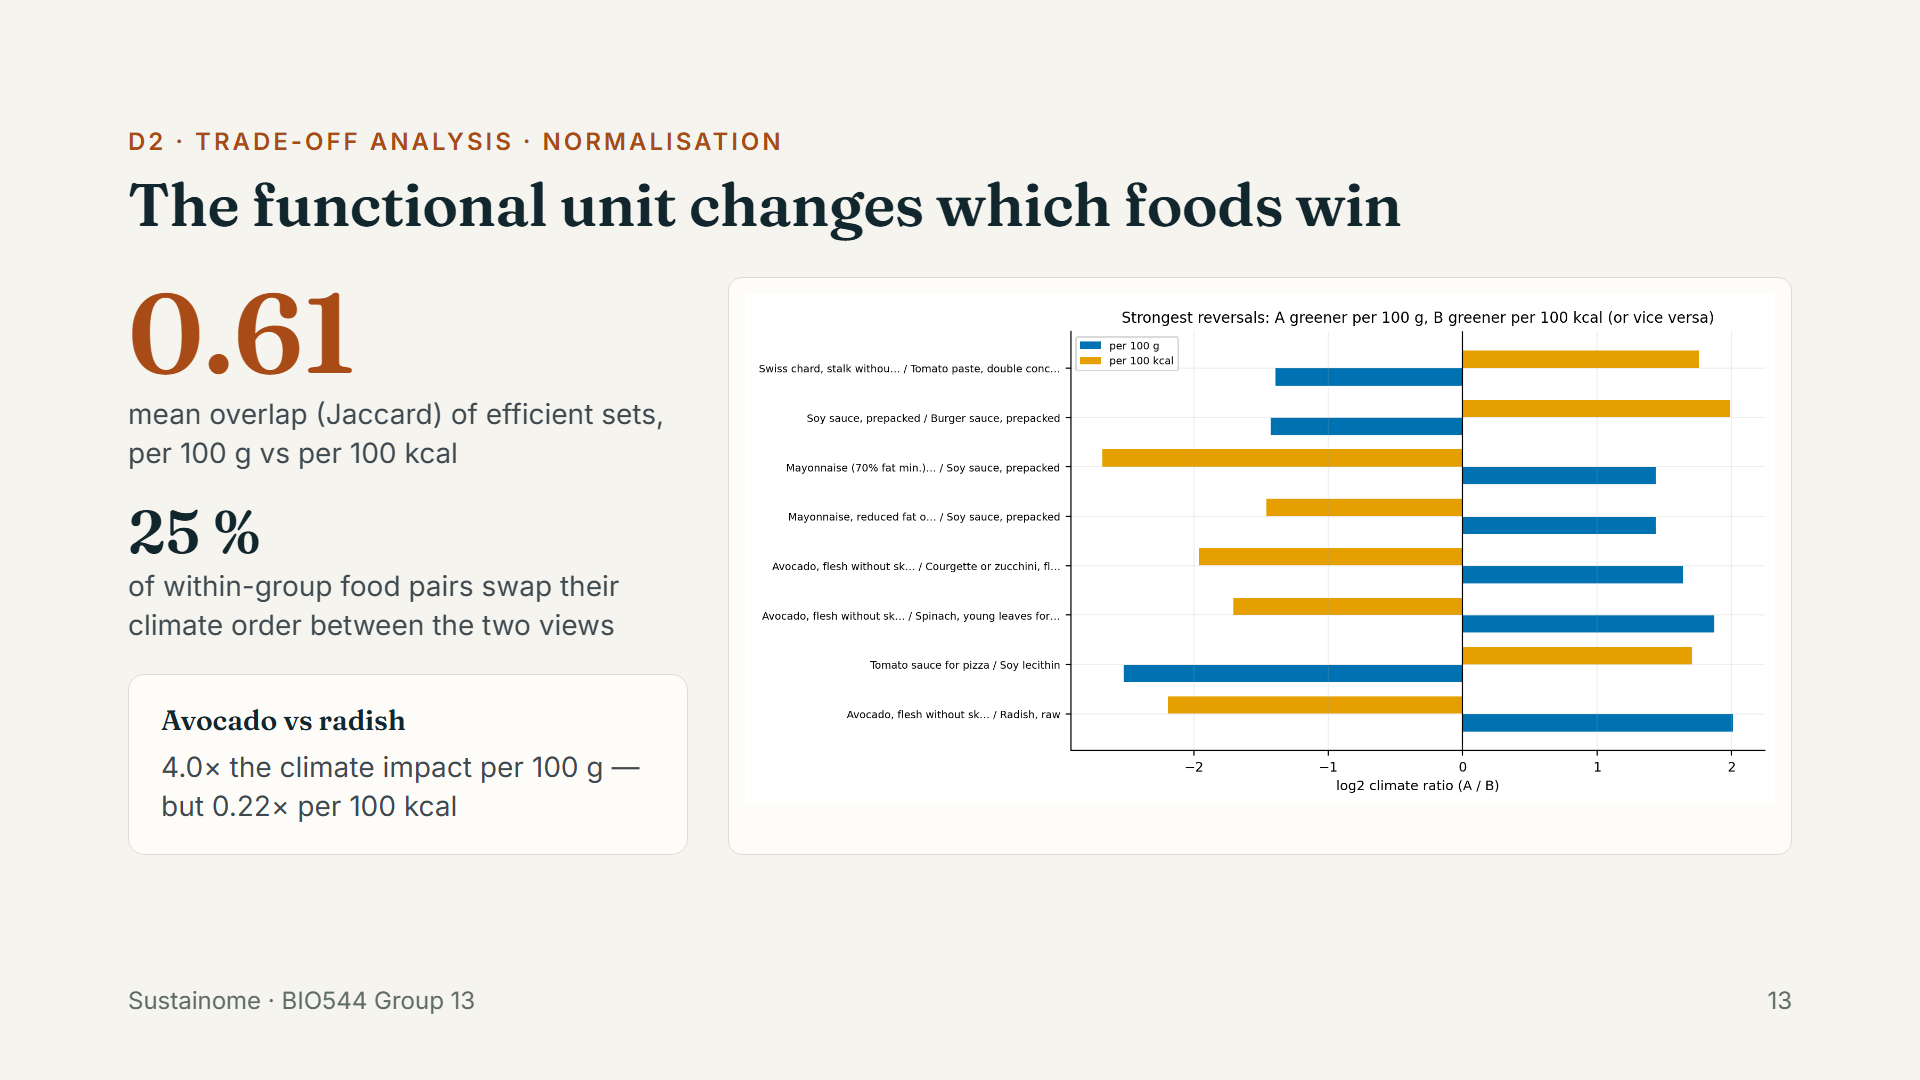 D2 · TRADE-OFF ANALYSIS · NORMALISATION
The functional unit changes which foods win
0.61
mean overlap (Jaccard) of efficient sets,
per 100 g vs per 100 kcal
25 %
of within-group food pairs swap their
climate order between the two views
Avocado vs radish
4.0× the climate impact per 100 g —
but 0.22× per 100 kcal
Strongest reversals: A greener per 100 g, B greener per 100 kcal (or vice versa)
per 100 g
per 100 kcal
Swiss chard, stalk withou... / Tomato paste, double conc...
Soy sauce, prepacked / Burger sauce, prepacked
Mayonnaise (70% fat min.)... / Soy sauce, prepacked
Mayonnaise, reduced fat o... / Soy sauce, prepacked
Avocado, flesh without sk... / Courgette or zucchini, fl...
Avocado, flesh without sk... / Spinach, young leaves for...
Tomato sauce for pizza / Soy lecithin
Avocado, flesh without sk... / Radish, raw
−2 −1 0 1 2
log2 climate ratio (A / B)
Sustainome · BIO544 Group 13
13